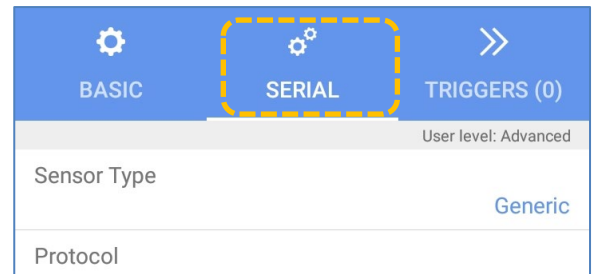 BASIC SERIAL TRIGGERS (0)
User level: Advanced
Sensor Type
Generic
Protocol